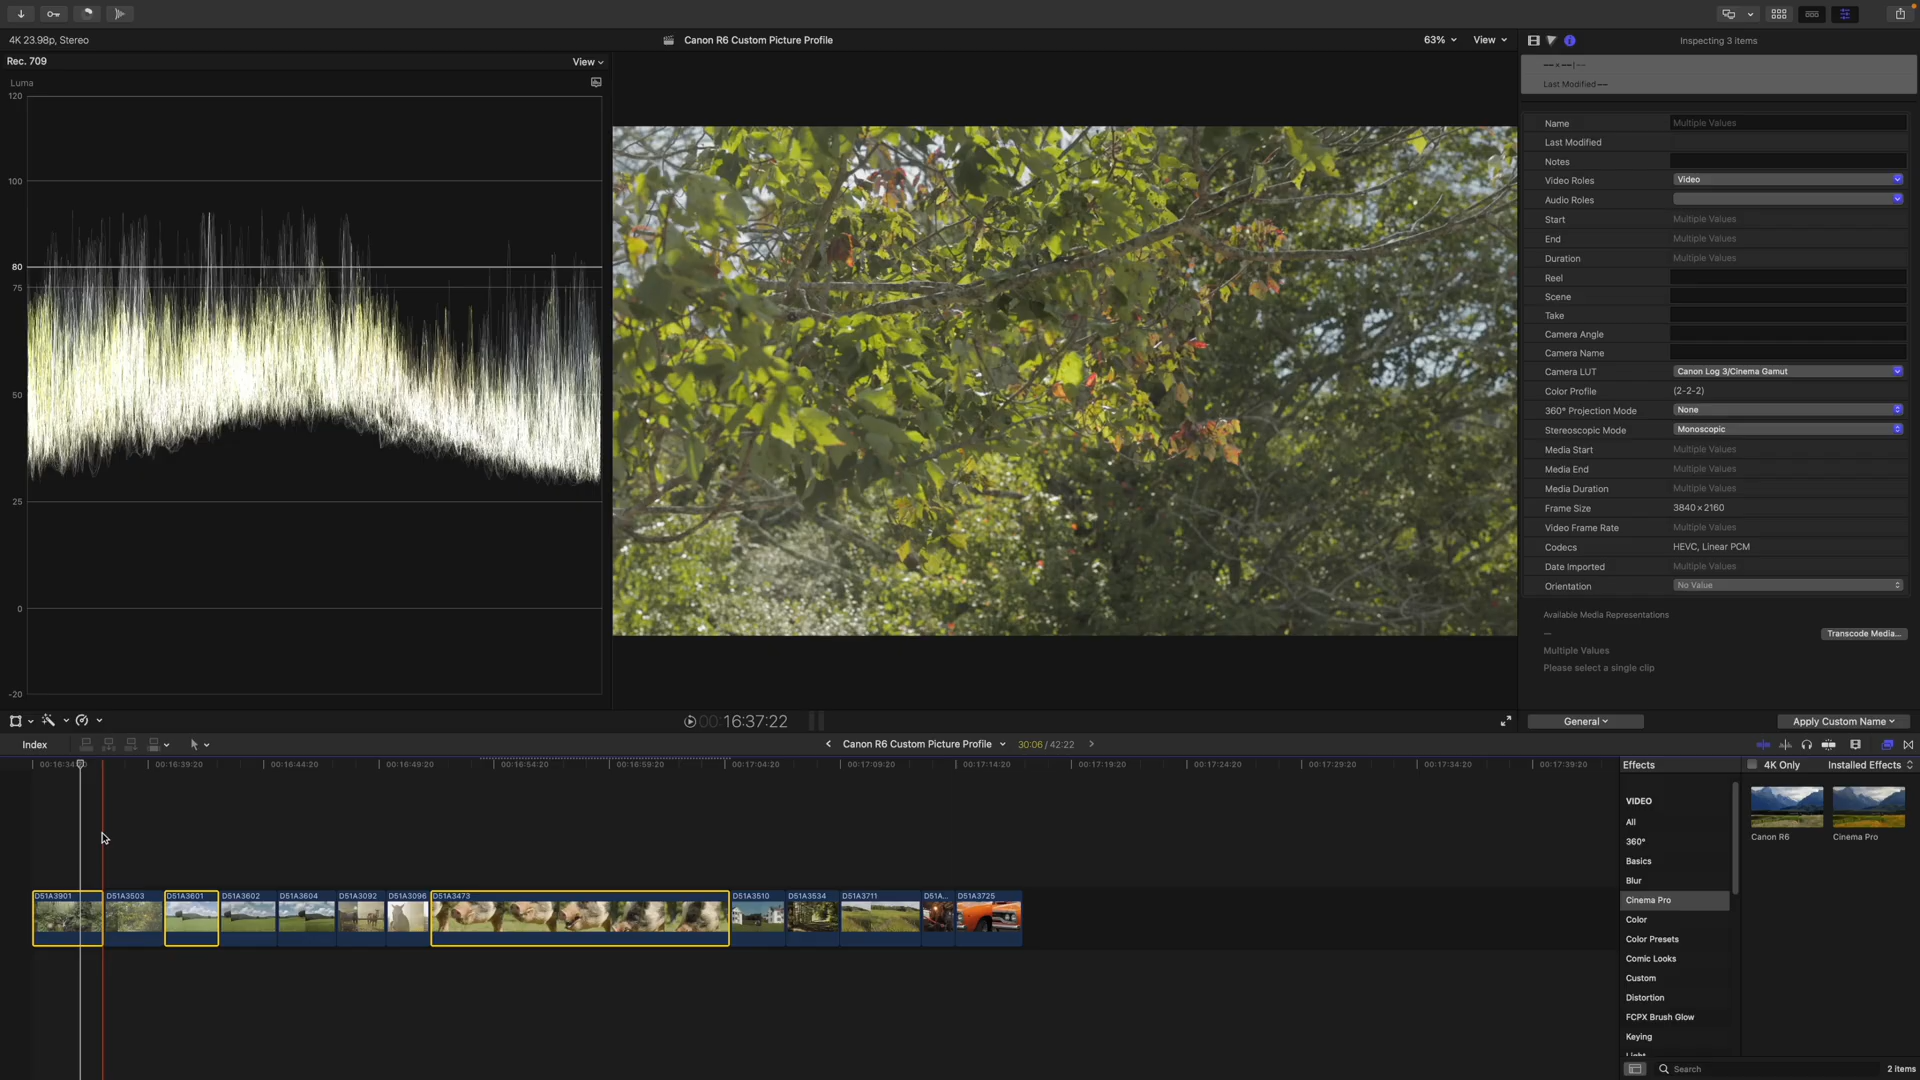 4K 23.98p, Stereo
Canon R6 Custom Picture Profile
63%
View
Inspecting 3 items
Rec. 709
View
Luma
120
100
80
75
50
25
0
-20
Last Modified
Name Multiple Values
Last Modified
Notes
Video Roles Video
Audio Roles
Start Multiple Values
End Multiple Values
Duration Multiple Values
Reel
Scene
Take
Camera Angle
Camera Name
Camera LUT Canon Log 3/Cinema Gamut
Color Profile (2-2-2)
360° Projection Mode None
Stereoscopic Mode Monoscopic
Media Start Multiple Values
Media End Multiple Values
Media Duration Multiple Values
Frame Size 3840×2160
Video Frame Rate Multiple Values
Codecs HEVC, Linear PCM
Date Imported Multiple Values
Orientation No Value
Available Media Representations
Transcode Media...
Multiple Values
Please select a single clip
00:16:37:22
General
Apply Custom Name
Index
Canon R6 Custom Picture Profile
30:06 / 42:22
00:16:39:20
00:16:44:20
00:16:49:20
00:16:54:20
00:16:59:20
00:17:04:20
00:17:09:20
00:17:14:20
00:17:19:20
00:17:24:20
00:17:29:20
00:17:34:20
00:17:39:20
D51A3901
D51A3503
D51A3601
D51A3602
D51A3604
D51A3092
D51A3096
D51A3473
D51A3510
D51A3534
D51A3711
D51A...
D51A3725
Effects
4K Only
Installed Effects
VIDEO
All
360°
Basics
Blur
Cinema Pro
Color
Color Presets
Comic Looks
Custom
Distortion
FCPX Brush Glow
Keying
Canon R6
Cinema Pro
Search
2 items